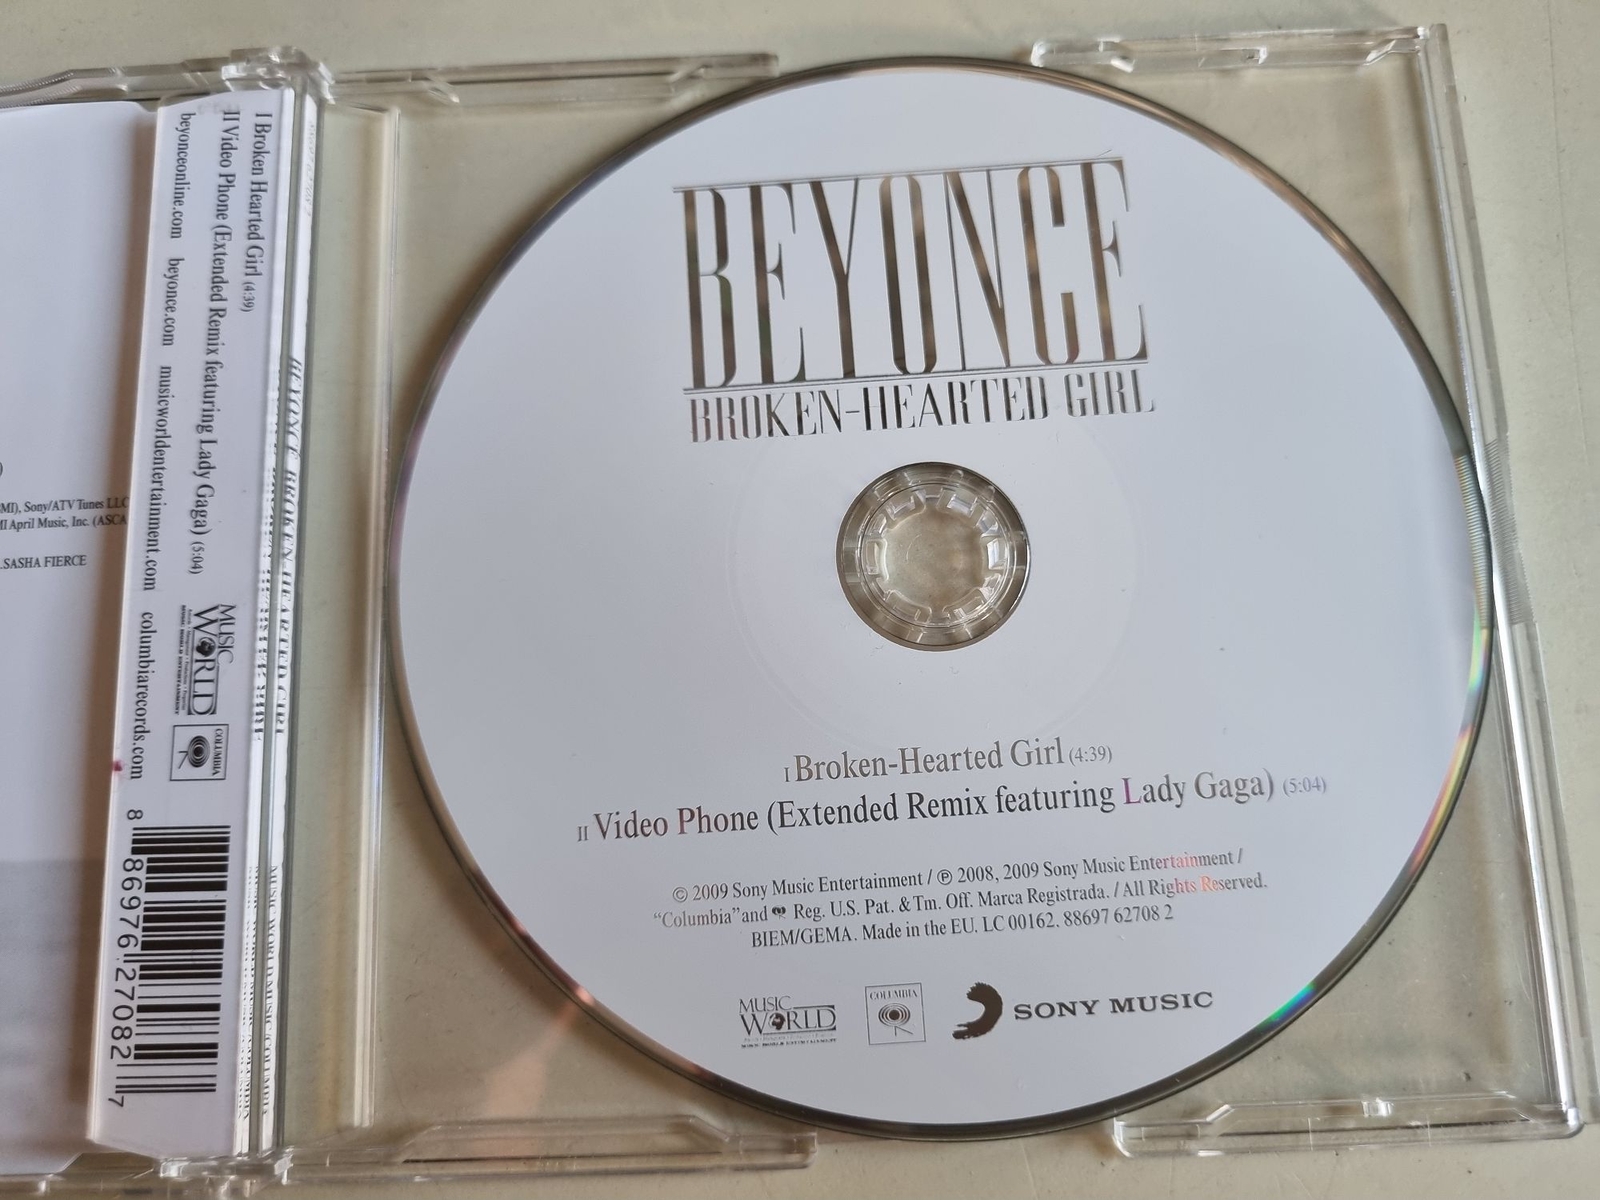 MI), Sony/ATV Tunes LLC
MI April Music, Inc. (ASCA
.SASHA FIERCE
I Broken Hearted Girl (4:39)
II Video Phone (Extended Remix featuring Lady Gaga) (5:04)
beyonceonline.com beyonce.com musicworldentertainment.com columbiarecords.com
MUSIC
WORLD
COLUMBIA
8 86976 27082 7
BEYONCE BROKEN-HEARTED GIRL
MUSIC WORLD MUSIC/COLUMBIA
BEYONCE
BROKEN-HEARTED GIRL
I Broken-Hearted Girl (4:39)
II Video Phone (Extended Remix featuring Lady Gaga) (5:04)
© 2009 Sony Music Entertainment / ℗ 2008, 2009 Sony Music Entertainment /
“Columbia”and Reg. U.S. Pat. & Tm. Off. Marca Registrada. / All Rights Reserved.
BIEM/GEMA. Made in the EU. LC 00162. 88697 62708 2
MUSIC
WORLD
COLUMBIA
SONY MUSIC